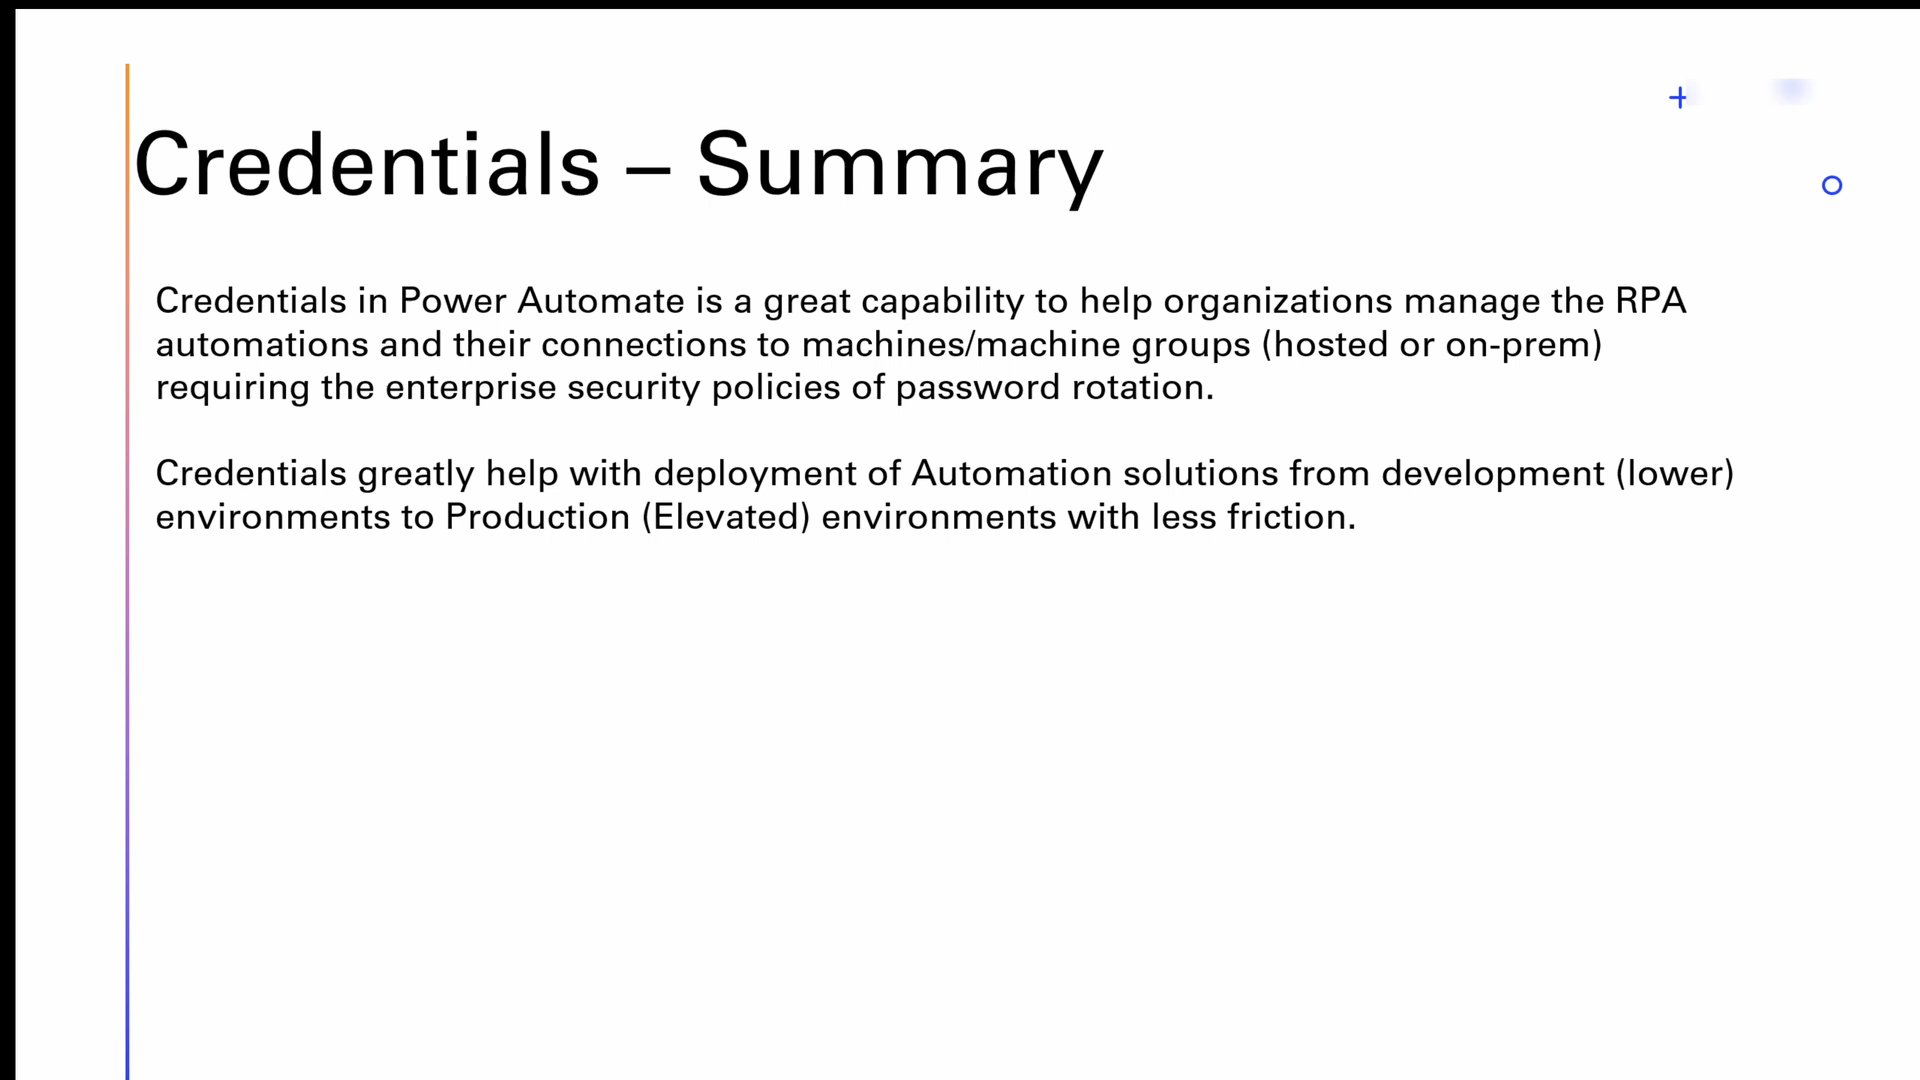 Credentials – Summary
Credentials in Power Automate is a great capability to help organizations manage the RPA
automations and their connections to machines/machine groups (hosted or on-prem)
requiring the enterprise security policies of password rotation.
Credentials greatly help with deployment of Automation solutions from development (lower)
environments to Production (Elevated) environments with less friction.